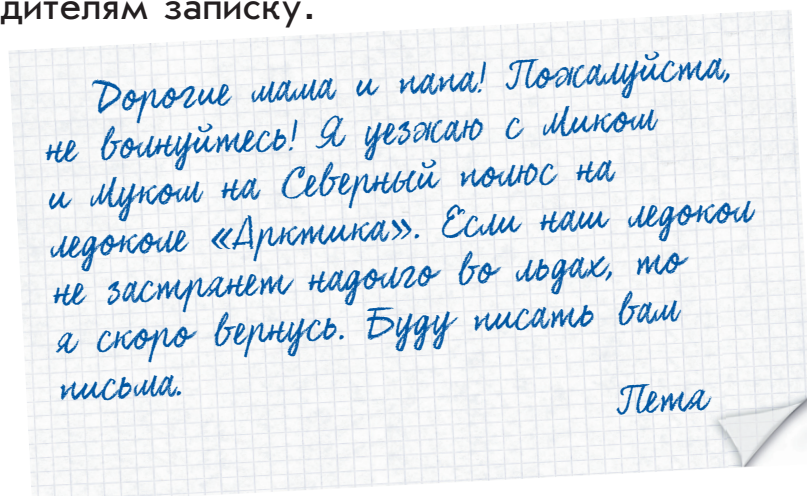 дителям записку.
Дорогие мама и папа! Пожалуйста,
не волнуйтесь! Я уезжаю с Миком
и Муком на Северный полюс на
ледоколе «Арктика». Если наш ледокол
не застрянет надолго во льдах, то
я скоро вернусь. Буду писать вам
письма.
Петя